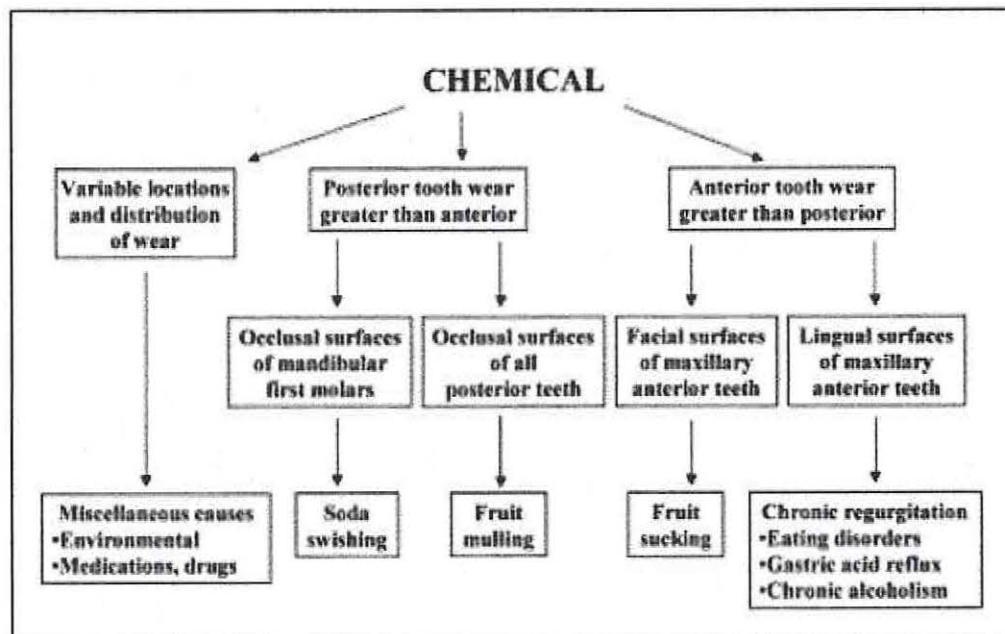 CHEMICAL
Variable locations
and distribution
of wear
Posterior tooth wear
greater than anterior
Anterior tooth wear
greater than posterior
Occlusal surfaces
of mandibular
first molars
Occlusal surfaces
of all
posterior teeth
Facial surfaces
of maxillary
anterior teeth
Lingual surfaces
of maxillary
anterior teeth
Miscellaneous causes
•Environmental
•Medications, drugs
Soda
swishing
Fruit
mulling
Fruit
sucking
Chronic regurgitation
•Eating disorders
•Gastric acid reflux
•Chronic alcoholism